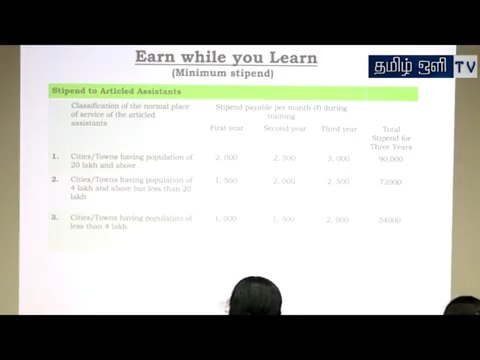 Earn while you Learn
(Minimum stipend)
தமிழ் ஒளி TV
Stipend to Articled Assistants
Classification of the normal place of service of the articled assistants
Stipend payable per month (₹) during training
First year Second year Third year Total Stipend for Three Years
1. Cities/Towns having population of 20 lakh and above 2, 000 2, 500 3, 000 90,000
2. Cities/Towns having population of 4 lakh and above but less than 20 lakh 1, 500 2, 000 2, 500 72000
3. Cities/Towns having population of less than 4 lakh 1, 000 1, 500 2, 000 54000